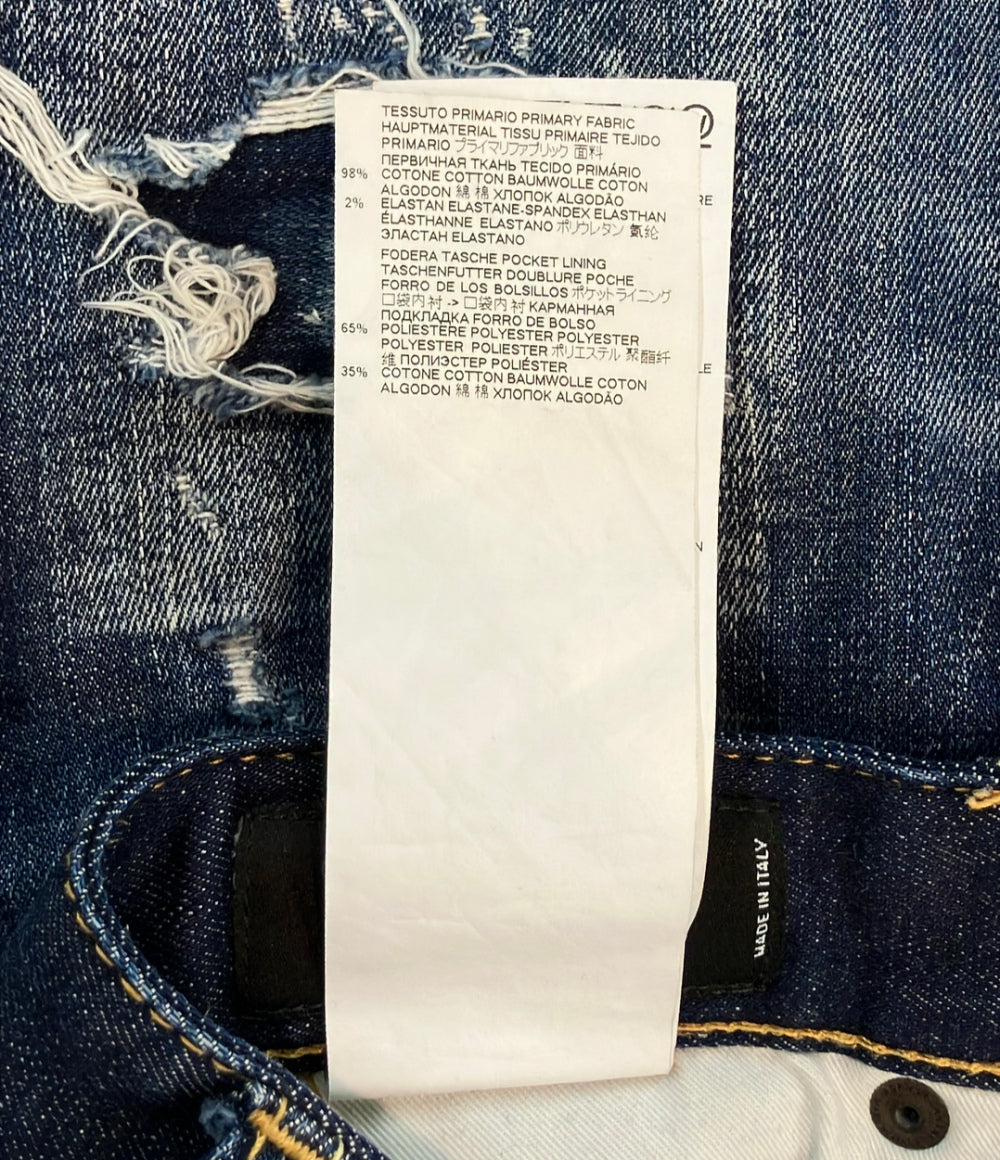 TESSUTO PRIMARIO PRIMARY FABRIC
HAUPTMATERIAL TISSU PRIMAIRE TEJIDO
PRIMARIO プライマリファブリック 面料
ПЕРВИЧНАЯ ТКАНЬ TECIDO PRIMÁRIO
98% COTONE COTTON BAUMWOLLE COTON
ALGODON 綿 棉 ХЛОПОК ALGODÃO
2% ELASTAN ELASTANE-SPANDEX ELASTHAN
ÉLASTHANNE ELASTANO ポリウレタン 氨纶
ЭЛАСТАН ELASTANO
FODERA TASCHE POCKET LINING
TASCHENFUTTER DOUBLURE POCHE
FORRO DE LOS BOLSILLOS ポケットライニング
口袋内衬 -> 口袋内衬 КАРМАННАЯ
ПОДКЛАДКА FORRO DE BOLSO
65% POLIESTERE POLYESTER POLYESTER
POLYESTER POLIESTER ポリエステル 聚酯纤
维 ПОЛИЭСТЕР POLIÉSTER
35% COTONE COTTON BAUMWOLLE COTON
ALGODON 綿 棉 ХЛОПОК ALGODÃO
RE
LE
Z
MADE IN ITALY